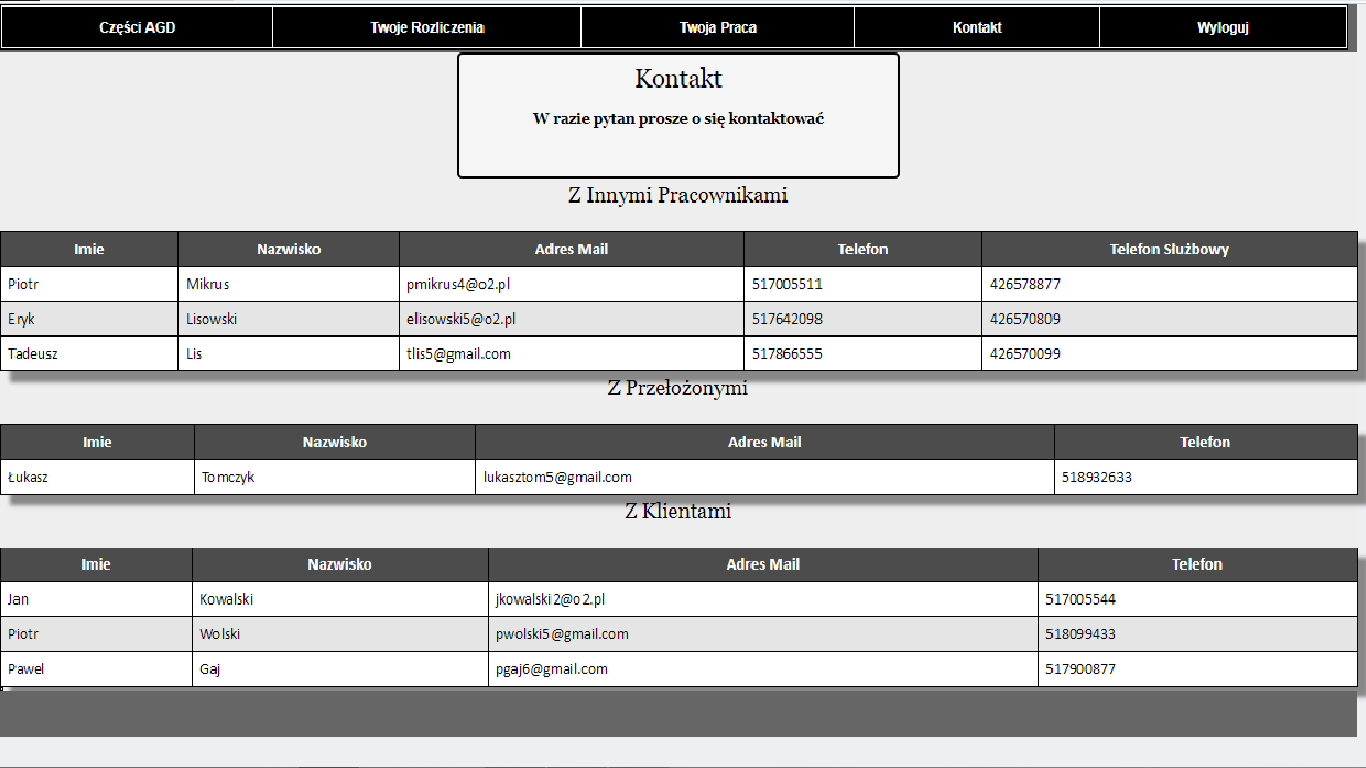 Części AGD Twoje Rozliczenia Twoja Praca Kontakt Wyloguj
Kontakt
W razie pytan prosze o się kontaktować
Z Innymi Pracownikami
Imie Nazwisko Adres Mail Telefon Telefon Służbowy
Piotr Mikrus pmikrus4@o2.pl 517005511 426578877
Eryk Lisowski elisowski5@o2.pl 517642098 426570809
Tadeusz Lis tlis5@gmail.com 517866555 426570099
Z Przełożonymi
Imie Nazwisko Adres Mail Telefon
Łukasz Tomczyk lukasztom5@gmail.com 518932633
Z Klientami
Imie Nazwisko Adres Mail Telefon
Jan Kowalski jkowalski2@o2.pl 517005544
Piotr Wolski pwolski5@gmail.com 518099433
Pawel Gaj pgaj6@gmail.com 517900877